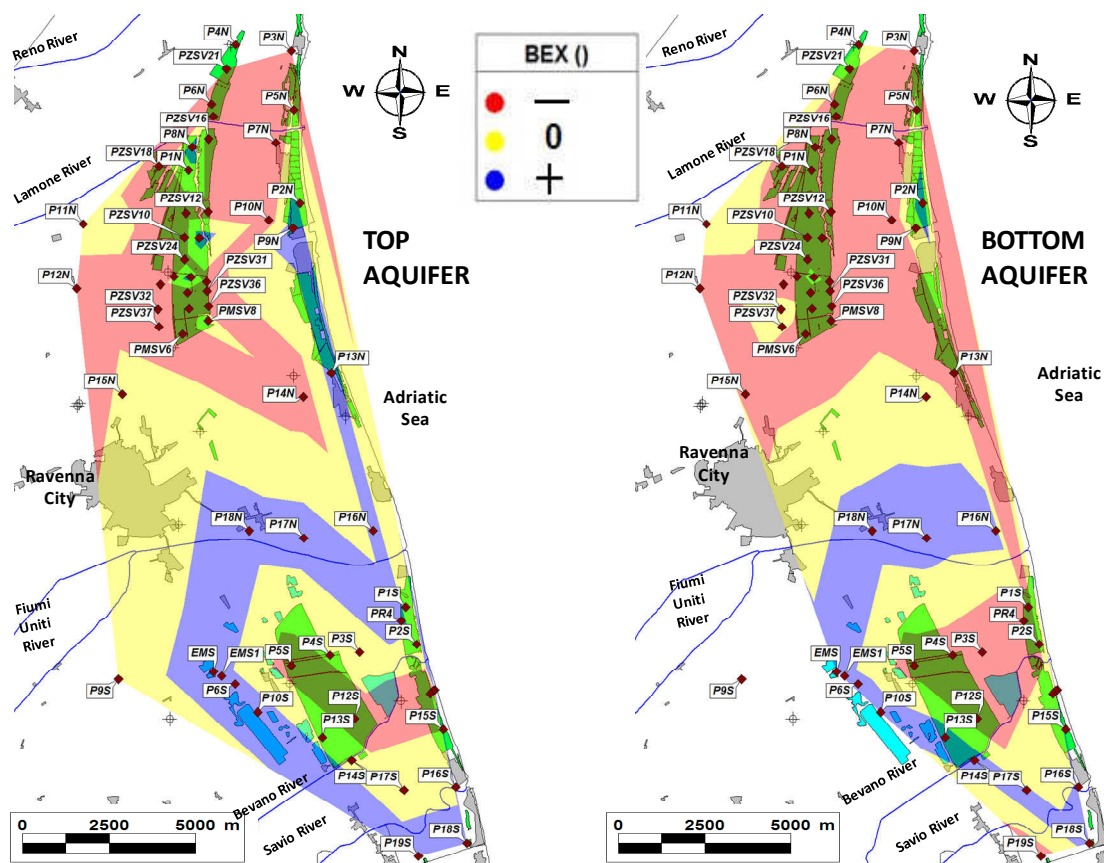 Reno River
P4N
P3N
PZSV21
N
W E
S
P6N
P5N
PZSV16
P8N
P7N
PZSV18
P1N
Lamone River
PZSV12
P2N
P11N
PZSV10
P10N
P9N
PZSV24
TOP
AQUIFER
PZSV31
P12N
PZSV36
PZSV32
PZSV37
PMSV8
PMSV6
P13N
P15N
P14N
Adriatic
Sea
Ravenna
City
P18N
P17N
P16N
Fiumi
Uniti
River
P1S
PR4
P2S
P4S
P3S
EMS
EMS1
P5S
P9S
P6S
P10S
P12S
P13S
P15S
P14S
P17S
P16S
Bevano River
Savio River
P18S
P19S
0 2500 5000 m
BEX ()
—
0
+
Reno River
P4N
P3N
PZSV21
N
W E
S
P6N
P5N
PZSV16
P8N
P7N
PZSV18
P1N
Lamone River
PZSV12
P2N
P11N
PZSV10
P10N
P9N
PZSV24
BOTTOM
AQUIFER
PZSV31
P12N
PZSV36
PZSV32
PZSV37
PMSV8
PMSV6
P13N
P15N
P14N
Adriatic
Sea
Ravenna
City
P18N
P17N
P16N
Fiumi
Uniti
River
P1S
PR4
P2S
P4S
P3S
EMS
EMS1
P5S
P9S
P6S
P10S
P12S
P13S
P15S
P14S
P17S
P16S
Bevano River
Savio River
P18S
P19S
0 2500 5000 m